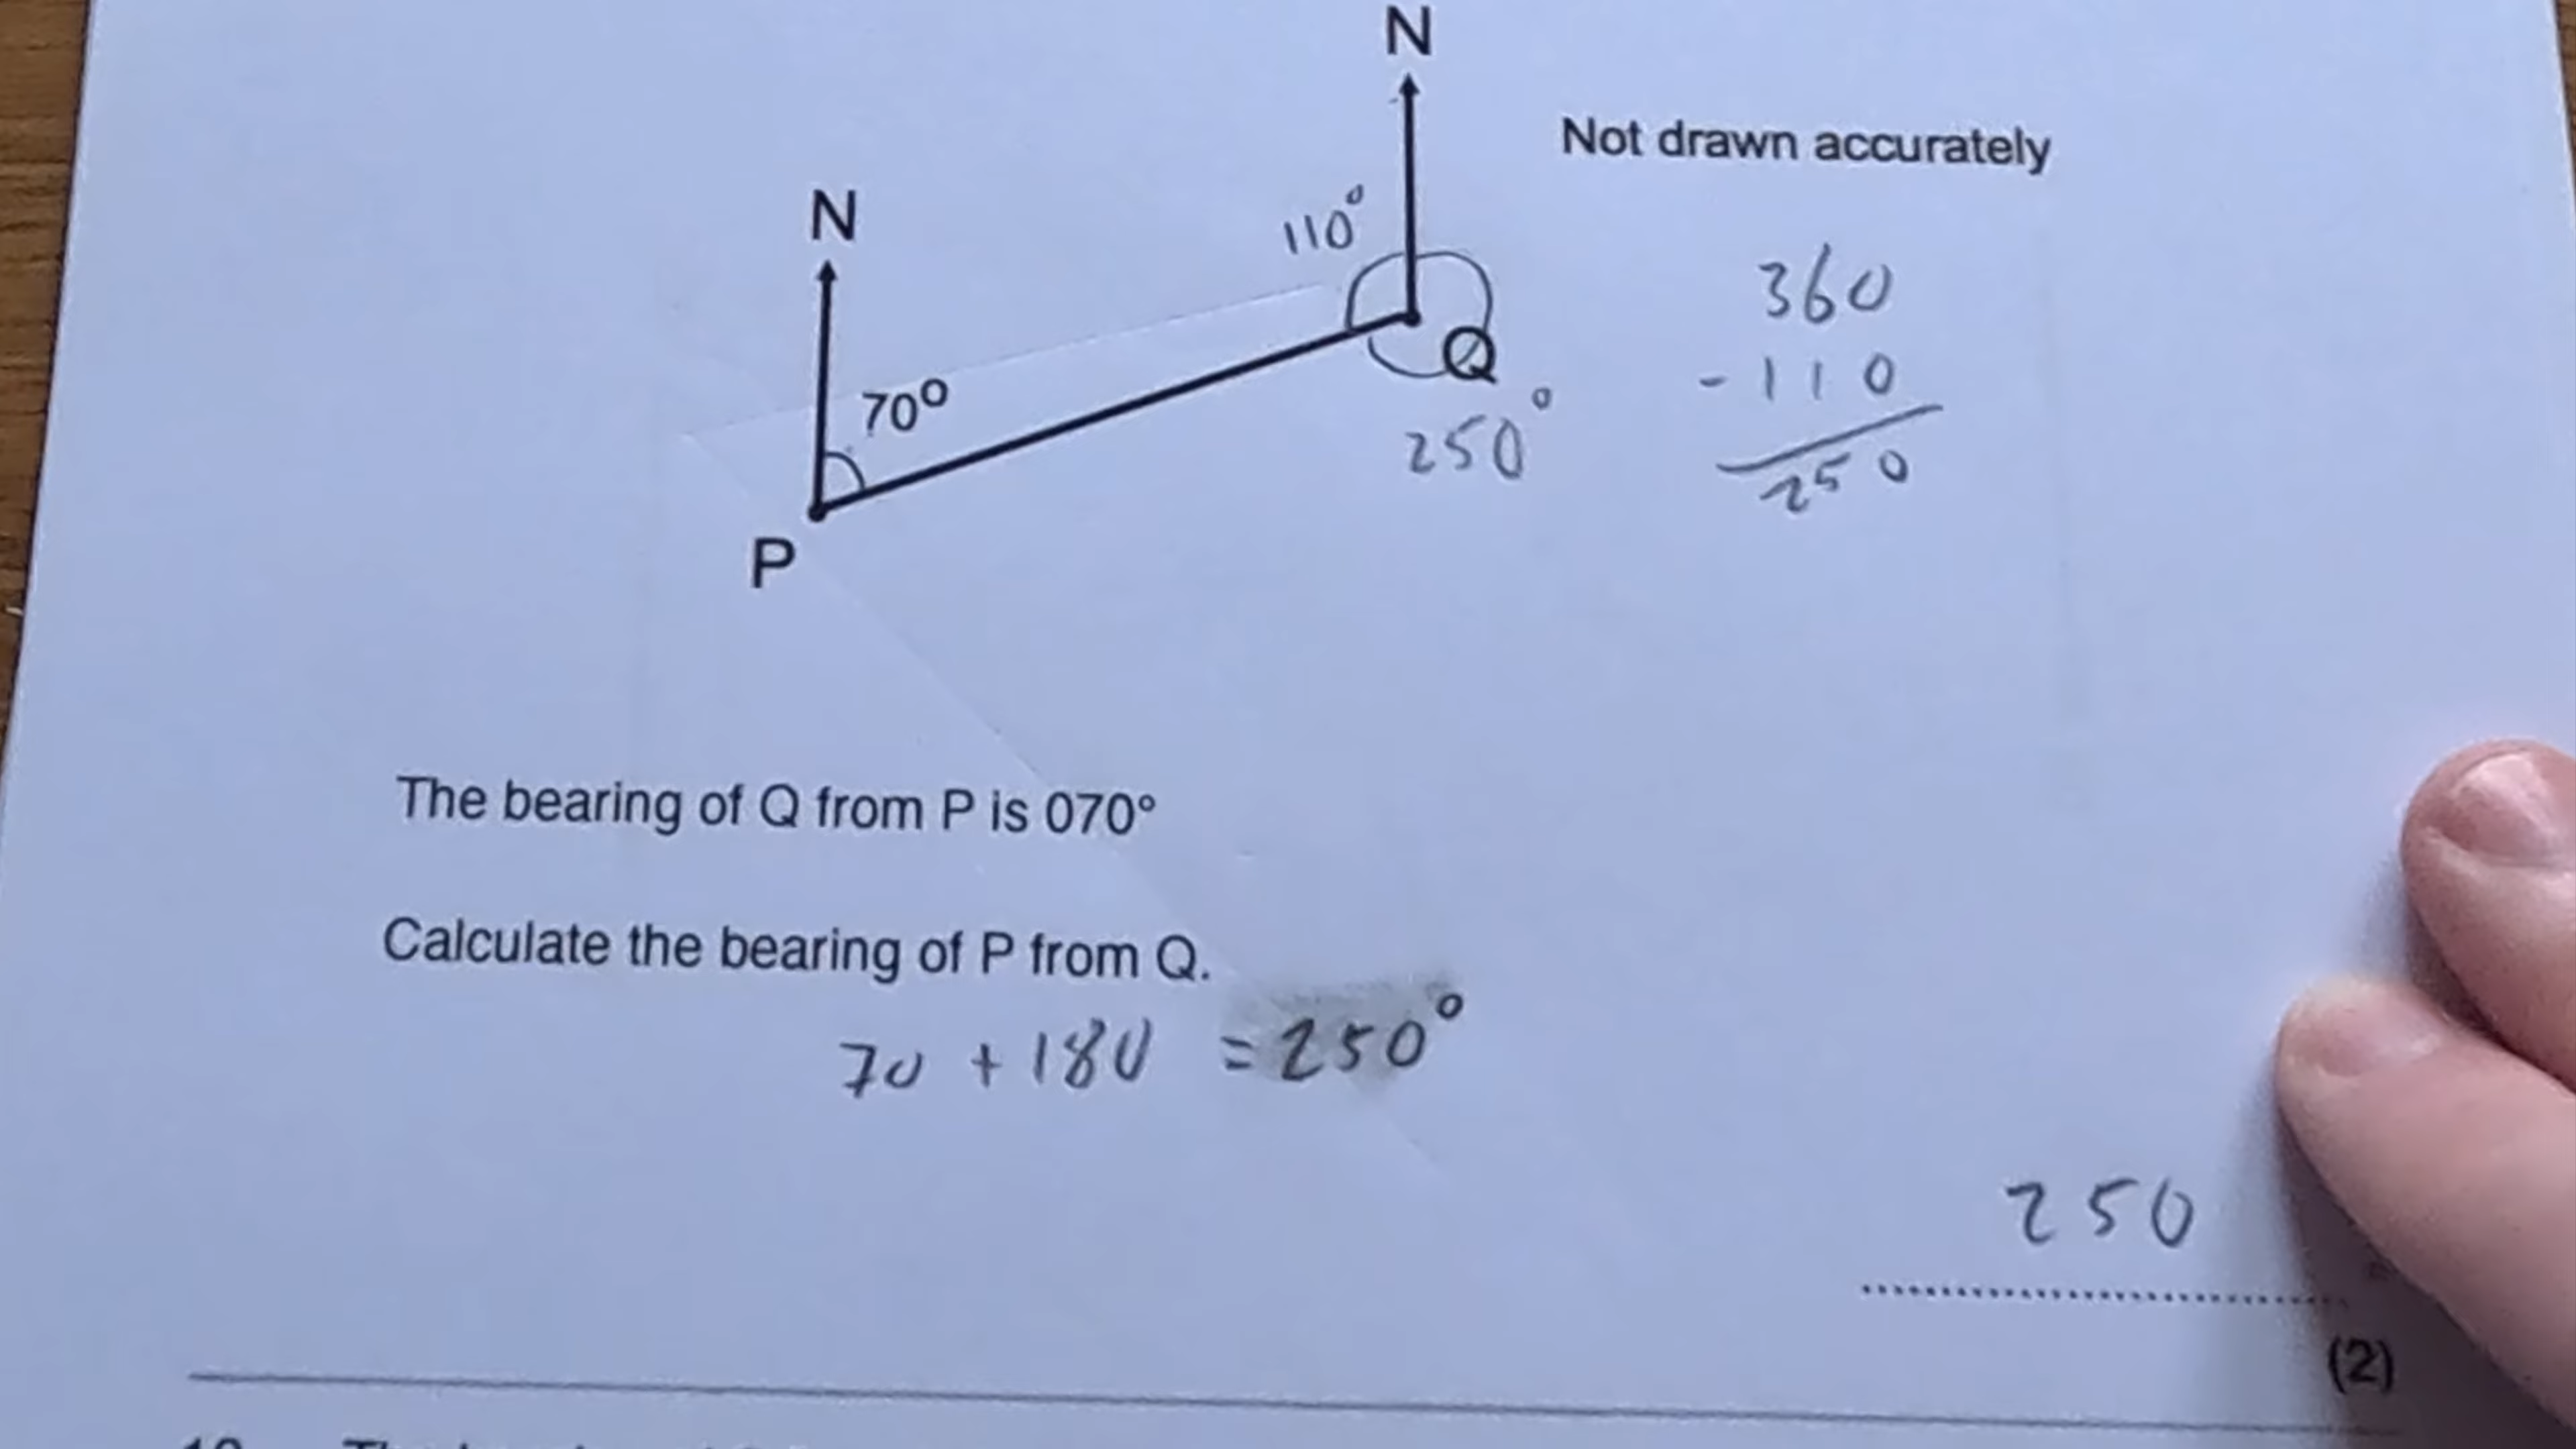 N
N
Not drawn accurately
110°
70°
Q
360
-110
250
250°
P
The bearing of Q from P is 070°
Calculate the bearing of P from Q.
70 + 180 = 250°
250
(2)